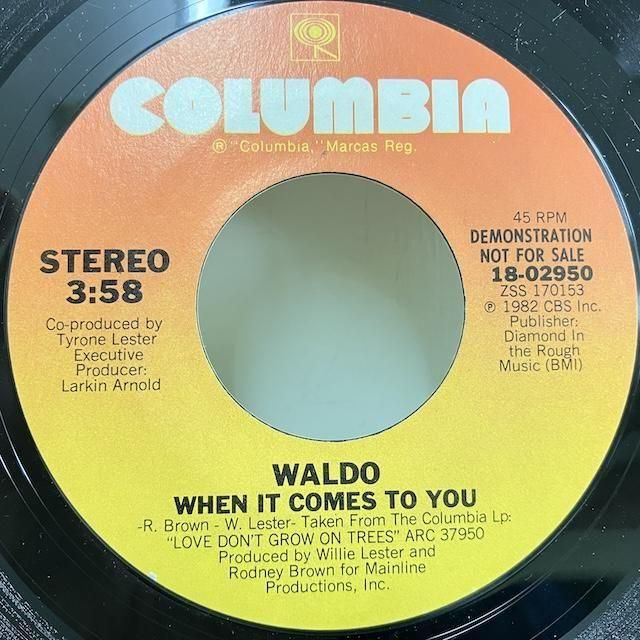 COLUMBIA
® "Columbia," Marcas Reg.
STEREO
3:58
Co-produced by
Tyrone Lester
Executive
Producer:
Larkin Arnold
45 RPM
DEMONSTRATION
NOT FOR SALE
18-02950
ZSS 170153
℗ 1982 CBS Inc.
Publisher:
Diamond In
the Rough
Music (BMI)
WALDO
WHEN IT COMES TO YOU
-R. Brown - W. Lester- Taken From The Columbia Lp:
"LOVE DON'T GROW ON TREES" ARC 37950
Produced by Willie Lester and
Rodney Brown for Mainline
Productions, Inc.